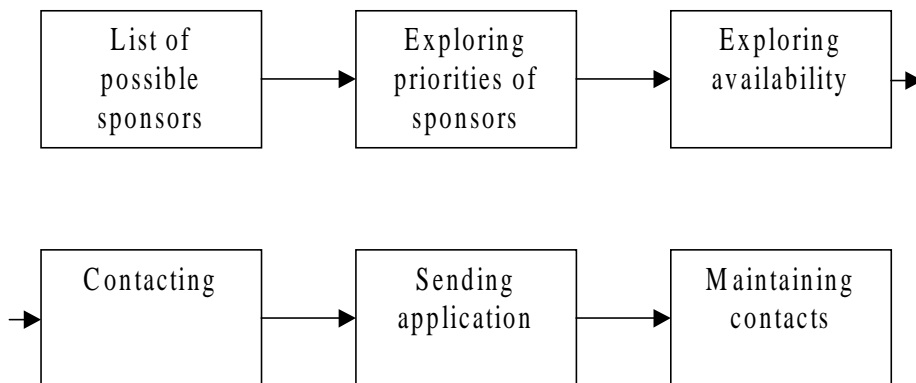 List of
possible
sponsors
Exploring
priorities of
sponsors
Exploring
availability
Contacting
Sending
application
Maintaining
contacts